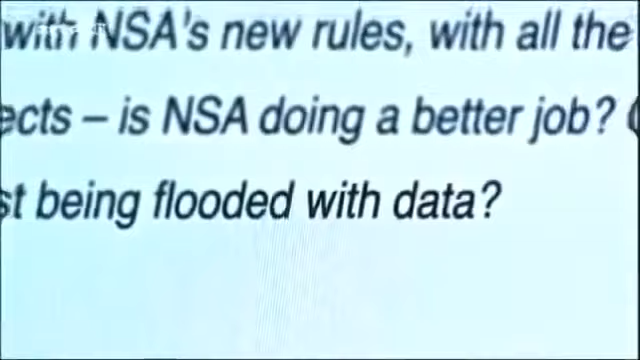 with NSA's new rules, with all the
ects – is NSA doing a better job?
st being flooded with data?